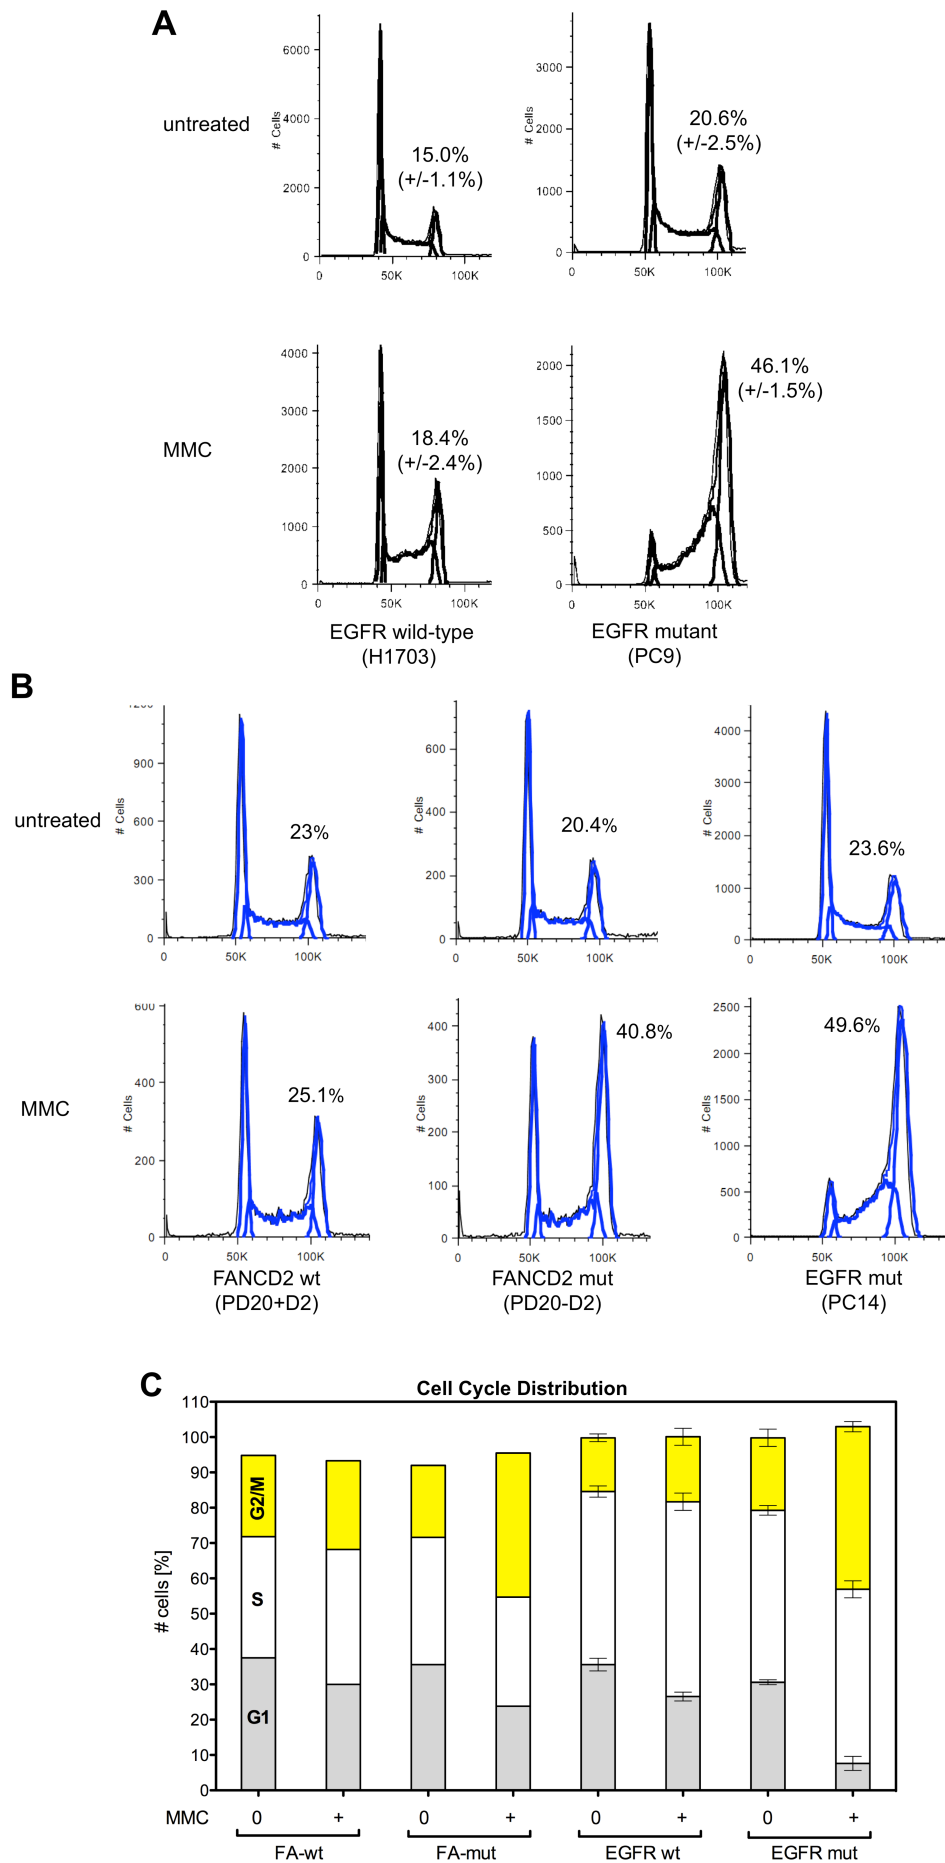 A
untreated
# Cells
6000
4000
2000
0
0
50K
100K
15.0%
(+/-1.1%)
# Cells
3000
2000
1000
0
0
50K
100K
20.6%
(+/-2.5%)
MMC
4000
3000
2000
1000
0
0
50K
100K
18.4%
(+/-2.4%)
EGFR wild-type
(H1703)
2000
1500
1000
500
0
0
50K
100K
46.1%
(+/-1.5%)
EGFR mutant
(PC9)
B
untreated
# Cells
1200
900
600
300
0
0
50K
100K
23%
# Cells
600
400
200
0
0
50K
100K
20.4%
# Cells
4000
3000
2000
1000
0
0
50K
100K
23.6%
MMC
# Cells
600
400
200
0
0
50K
100K
25.1%
FANCD2 wt
(PD20+D2)
# Cells
400
300
200
100
0
0
50K
100K
40.8%
FANCD2 mut
(PD20-D2)
# Cells
2500
2000
1500
1000
500
0
0
50K
100K
49.6%
EGFR mut
(PC14)
C
Cell Cycle Distribution
# cells [%]
110
100
90
80
70
60
50
40
30
20
10
0
G2/M
S
G1
MMC 0 + 0 + 0 + 0 +
FA-wt FA-mut EGFR wt EGFR mut